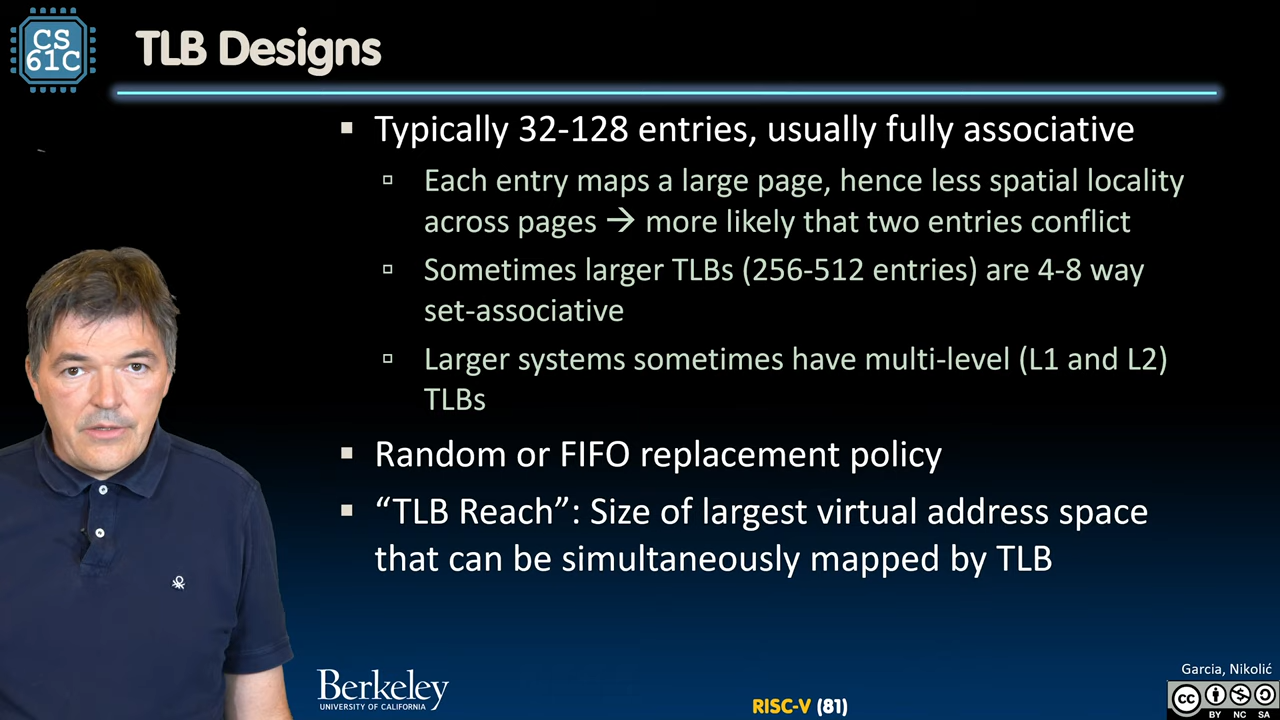 CS
61C
TLB Designs
▪ Typically 32-128 entries, usually fully associative
▫ Each entry maps a large page, hence less spatial locality
across pages → more likely that two entries conflict
▫ Sometimes larger TLBs (256-512 entries) are 4-8 way
set-associative
▫ Larger systems sometimes have multi-level (L1 and L2)
TLBs
▪ Random or FIFO replacement policy
▪ “TLB Reach”: Size of largest virtual address space
that can be simultaneously mapped by TLB
Berkeley
UNIVERSITY OF CALIFORNIA
RISC-V (81)
Garcia, Nikolić
cc
BY NC SA